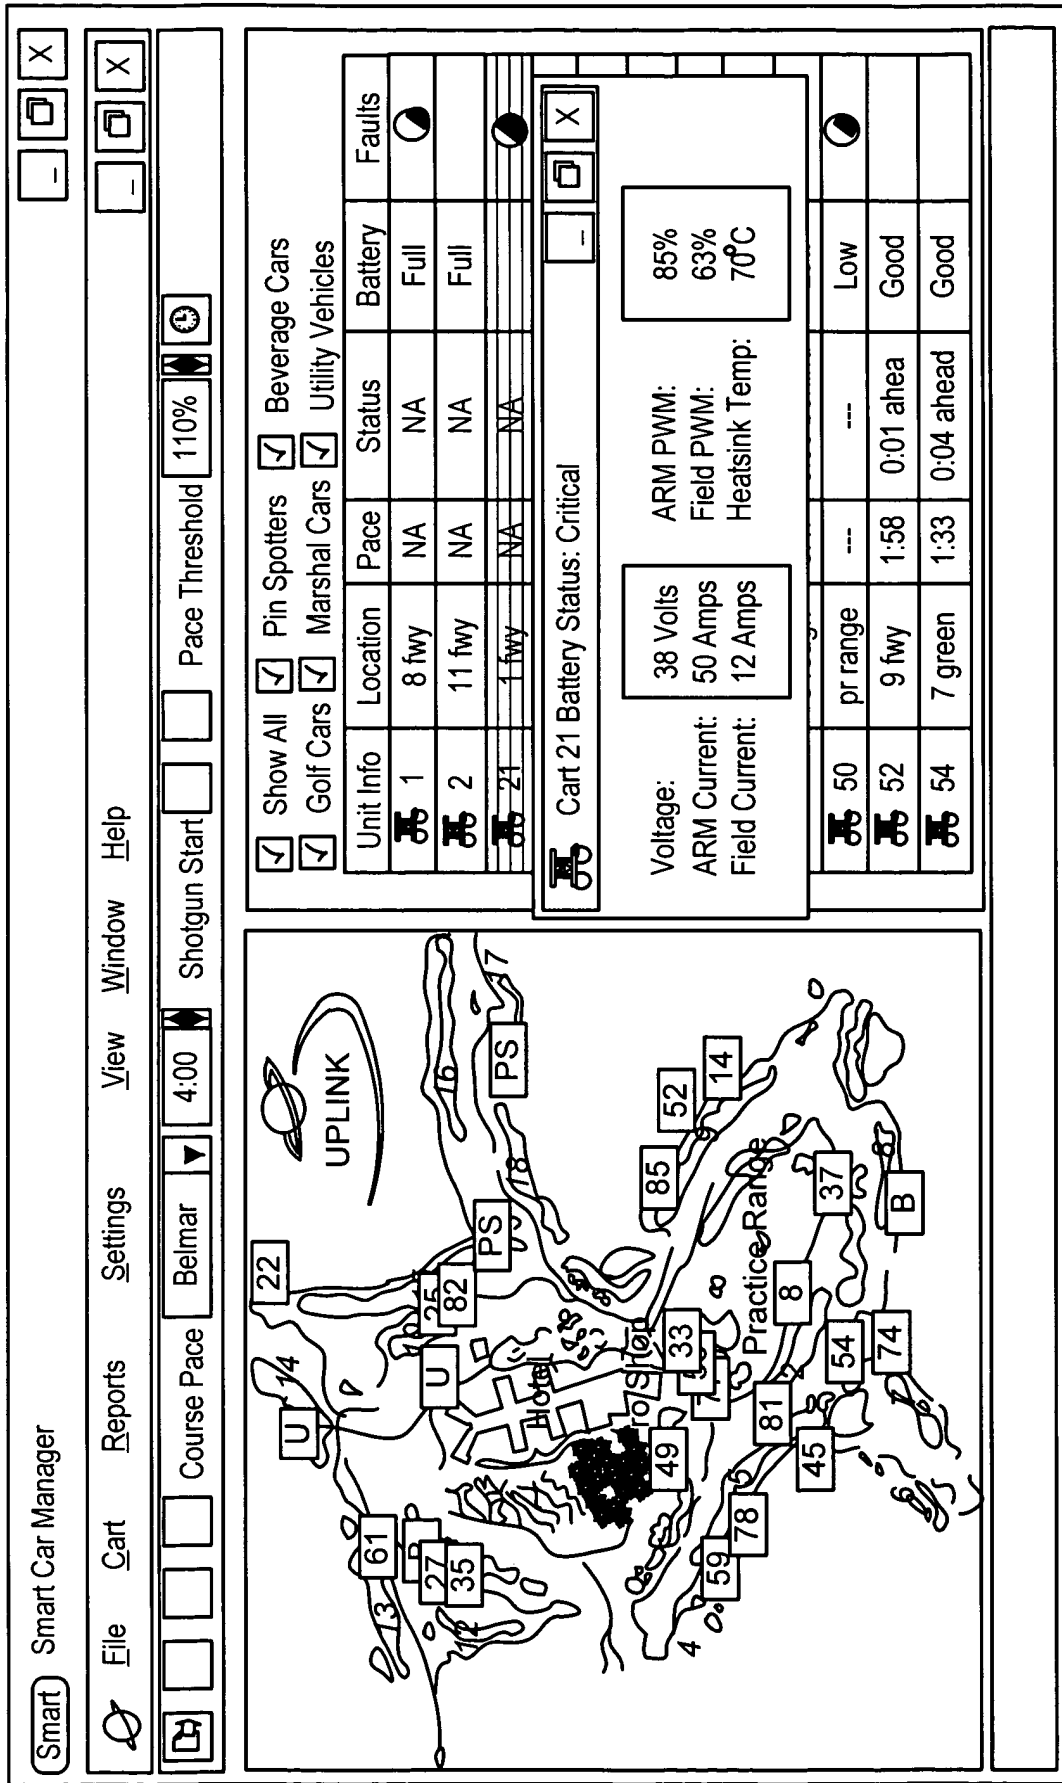 Smart Smart Car Manager _ X
File Cart Reports Settings View Window Help _ X
Course Pace Belmar 4:00 Shotgun Start Pace Threshold 110%
22
14
U
UPLINK
61
13
27
35
12
25
82
U
PS
16
17
PS
18
13
Hotel
49
33
85
52
14
Practice Range
4
59
78
5
81
45
8
37
54
74
B
8
7
6
Show All Pin Spotters Beverage Cars
Golf Cars Marshal Cars Utility Vehicles
Unit Info Location Pace Status Battery Faults
1 8 fwy NA NA Full
2 11 fwy NA NA Full
21 1 fwy NA NA
Cart 21 Battery Status: Critical _ X
Voltage: 38 Volts ARM PWM: 85%
ARM Current: 50 Amps Field PWM: 63%
Field Current: 12 Amps Heatsink Temp: 70°C
50 pr range --- --- Low
52 9 fwy 1:58 0:01 ahea Good
54 7 green 1:33 0:04 ahead Good